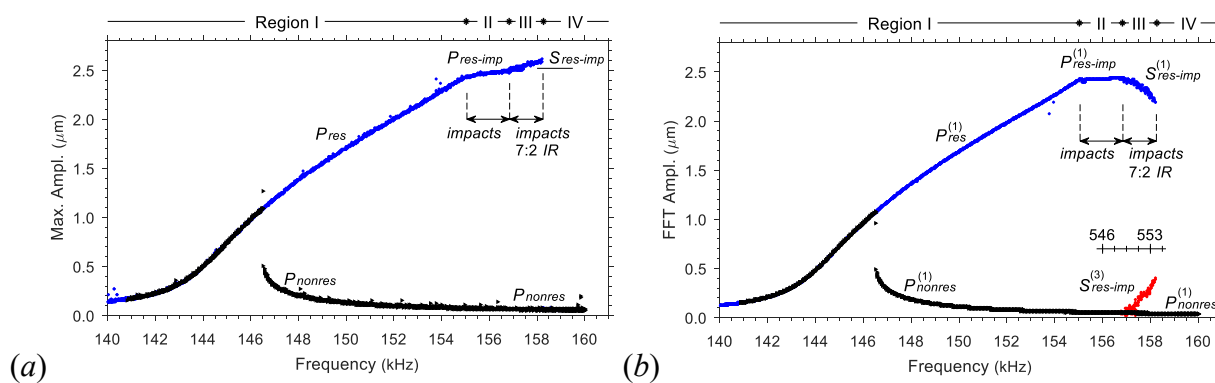 Region I II III IV
2.5
2.0
1.5
1.0
0.5
0.0
Max. Ampl. (μm)
P res-imp
S res-imp
P res
impacts
impacts
7:2 IR
P nonres
P nonres
140 142 144 146 148 150 152 154 156 158 160
Frequency (kHz)
(a)
Region I II III IV
2.5
2.0
1.5
1.0
0.5
0.0
FFT Ampl. (μm)
P (1) res-imp
S (1) res-imp
P (1) res
impacts
impacts
7:2 IR
546 553
P (1) nonres
S (3) res-imp
P (1) nonres
140 142 144 146 148 150 152 154 156 158 160
Frequency (kHz)
(b)